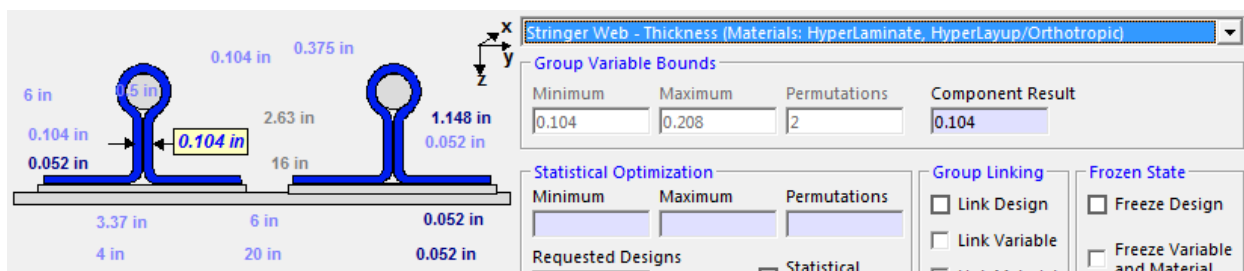 x
y
z
0.104 in
0.375 in
6 in
0.5 in
2.63 in
1.148 in
0.104 in
0.104 in
0.052 in
0.052 in
16 in
3.37 in
6 in
0.052 in
4 in
20 in
0.052 in
Stringer Web - Thickness (Materials: HyperLaminate, HyperLayup/Orthotropic)
Group Variable Bounds
Minimum Maximum Permutations Component Result
0.104 0.208 2 0.104
Statistical Optimization
Minimum Maximum Permutations
Requested Designs
Statistical
Group Linking
Link Design
Link Variable
Frozen State
Freeze Design
Freeze Variable
and Material